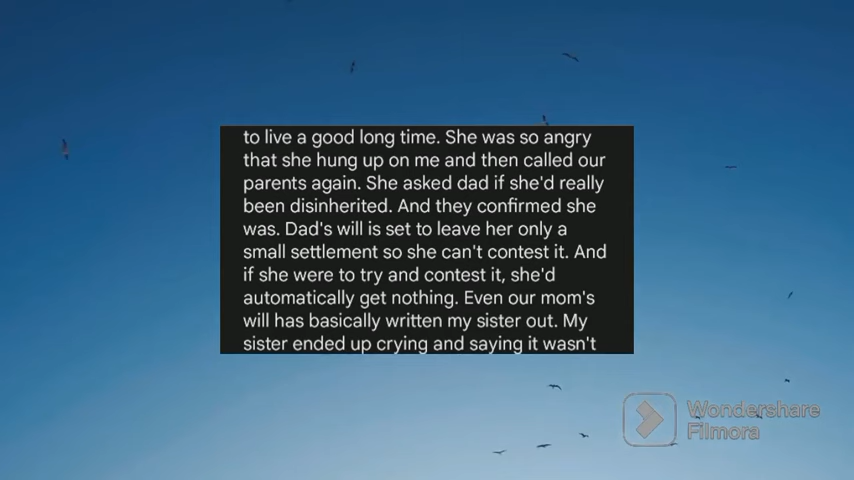 to live a good long time. She was so angry
that she hung up on me and then called our
parents again. She asked dad if she'd really
been disinherited. And they confirmed she
was. Dad's will is set to leave her only a
small settlement so she can't contest it. And
if she were to try and contest it, she'd
automatically get nothing. Even our mom's
will has basically written my sister out. My
sister ended up crying and saying it wasn't
Wondershare
Filmora